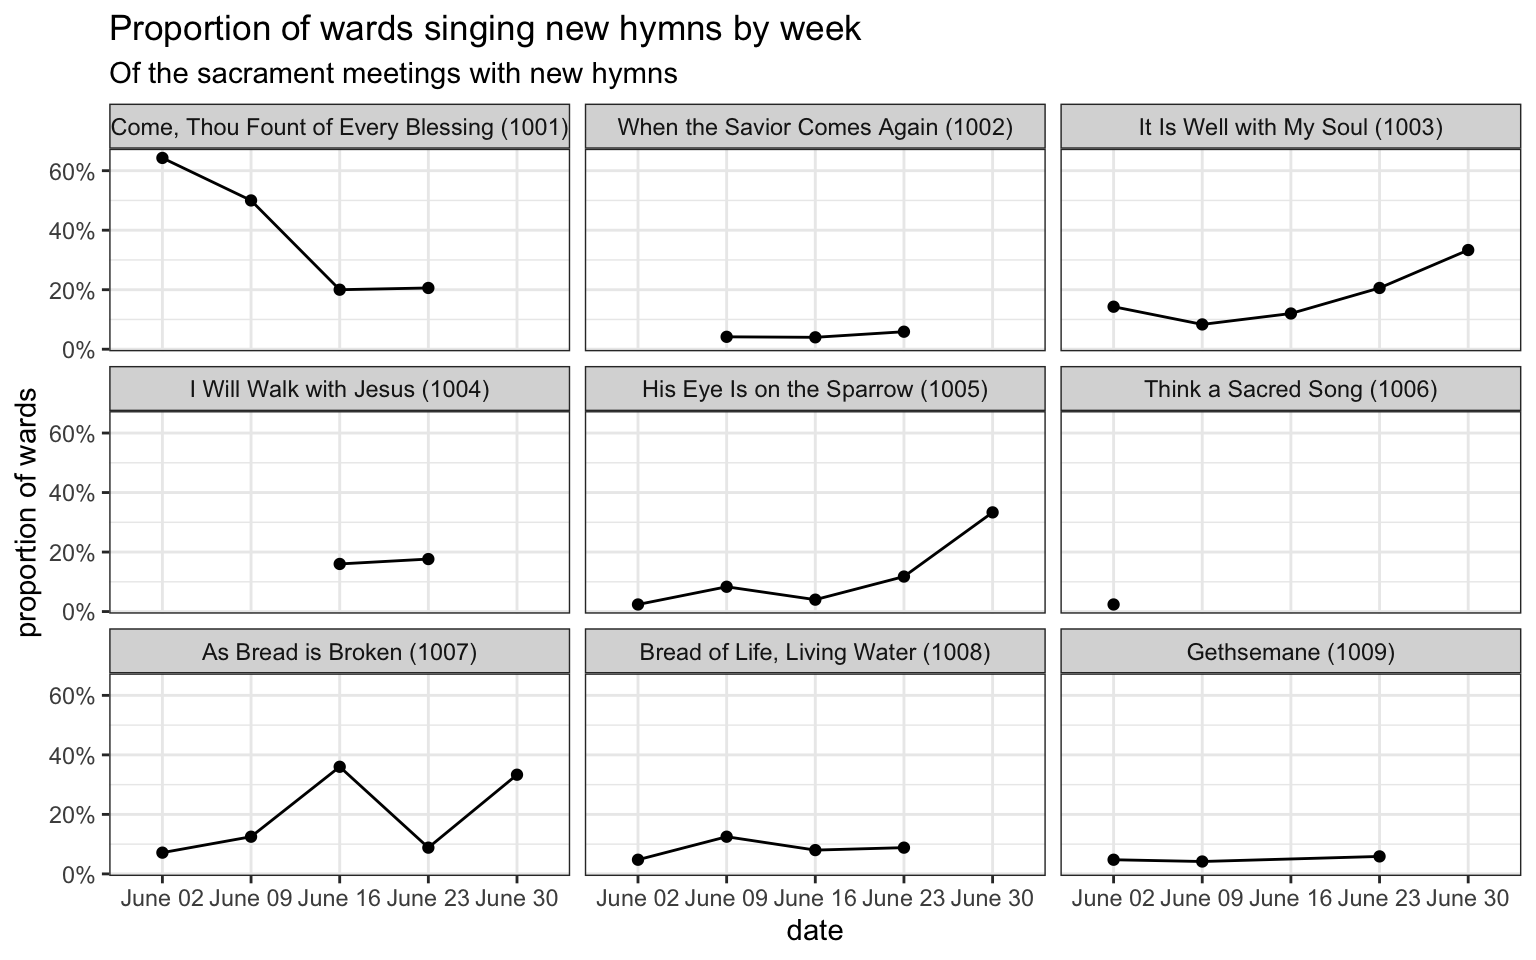 Proportion of wards singing new hymns by week
Of the sacrament meetings with new hymns
Come, Thou Fount of Every Blessing (1001)
When the Savior Comes Again (1002)
It Is Well with My Soul (1003)
60%
40%
20%
0%
I Will Walk with Jesus (1004)
His Eye Is on the Sparrow (1005)
Think a Sacred Song (1006)
60%
40%
20%
0%
As Bread is Broken (1007)
Bread of Life, Living Water (1008)
Gethsemane (1009)
60%
40%
20%
0%
June 02 June 09 June 16 June 23 June 30
June 02 June 09 June 16 June 23 June 30
June 02 June 09 June 16 June 23 June 30
date
proportion of wards